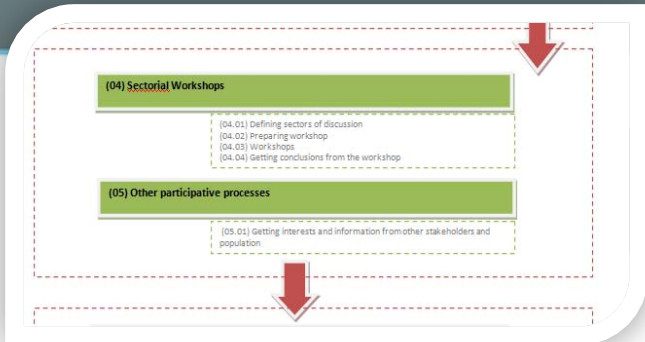 (04) Sectorial Workshops
(04.01) Defining sectors of discussion
(04.02) Preparing workshop
(04.03) Workshops
(04.04) Getting conclusions from the workshop
(05) Other participative processes
(05.01) Getting interests and information from other stakeholders and
population